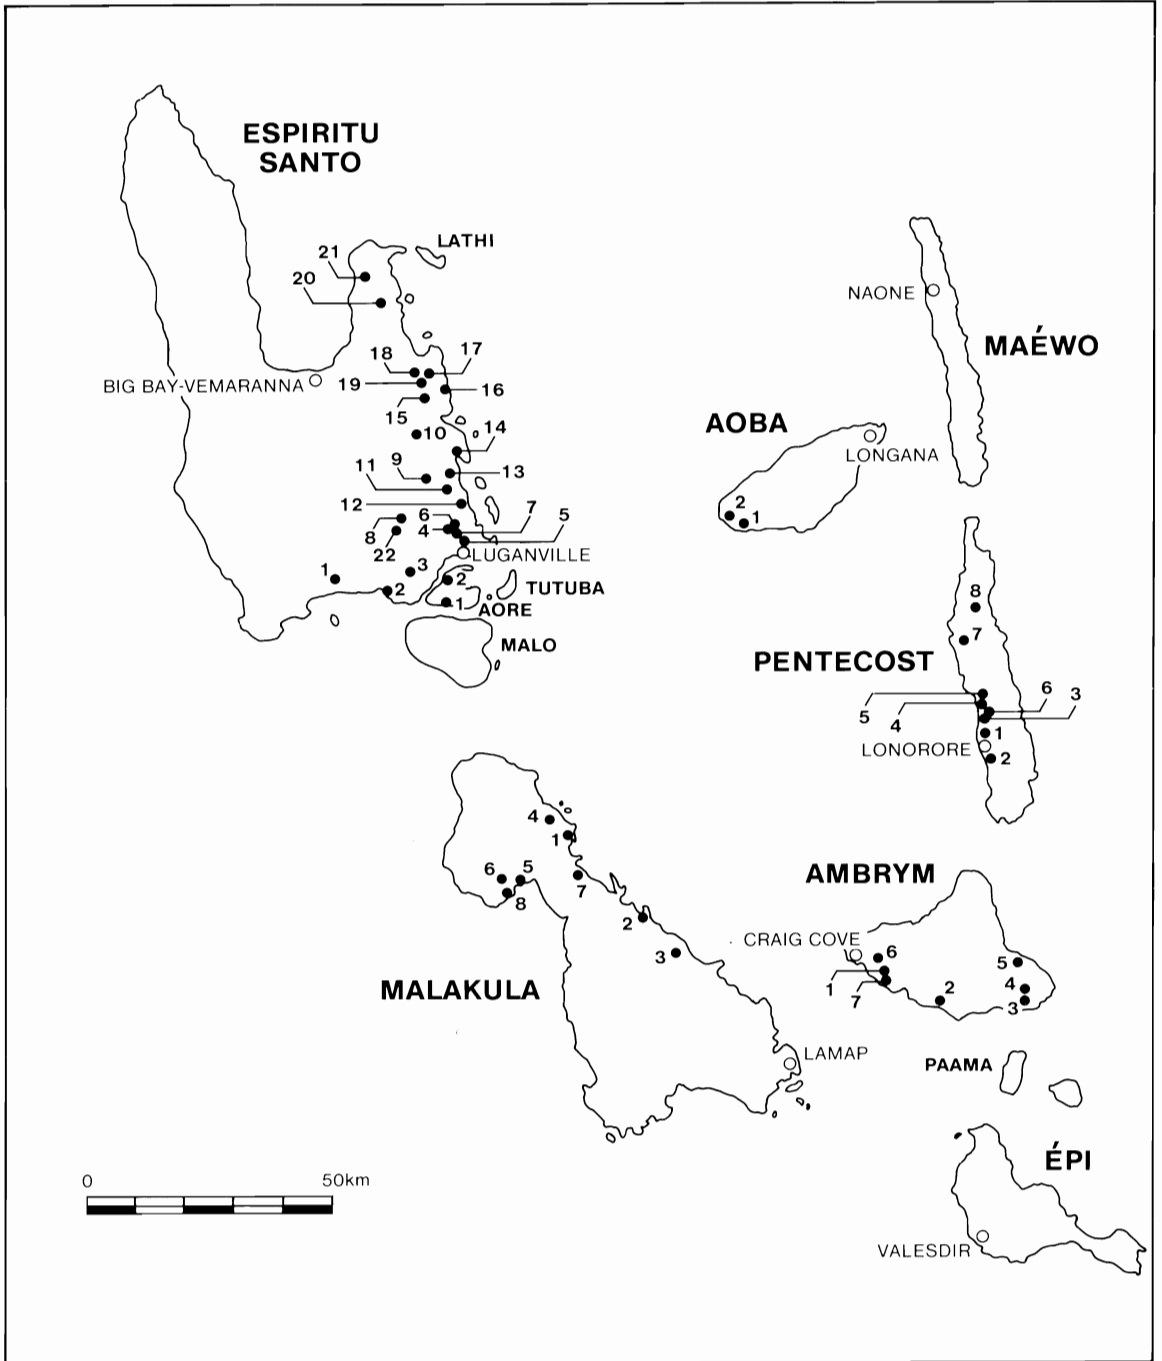 ESPIRITU
SANTO
LATHI
21
20
18
17
BIG BAY-VEMARANNA
19
16
15
10
14
9
11
13
12
6
7
5
4
8
22
LUGANVILLE
3
1
2
2
TUTUBA
1
AORE
MALO
NAONE
MAÉWO
AOBA
LONGANA
2
1
8
7
PENTECOST
6
3
5
4
1
LONORORE
2
4
1
6
5
7
8
2
3
MALAKULA
LAMAP
AMBRYM
CRAIG COVE
6
5
1
7
2
4
3
PAAMA
ÉPI
VALESDIR
0
50km